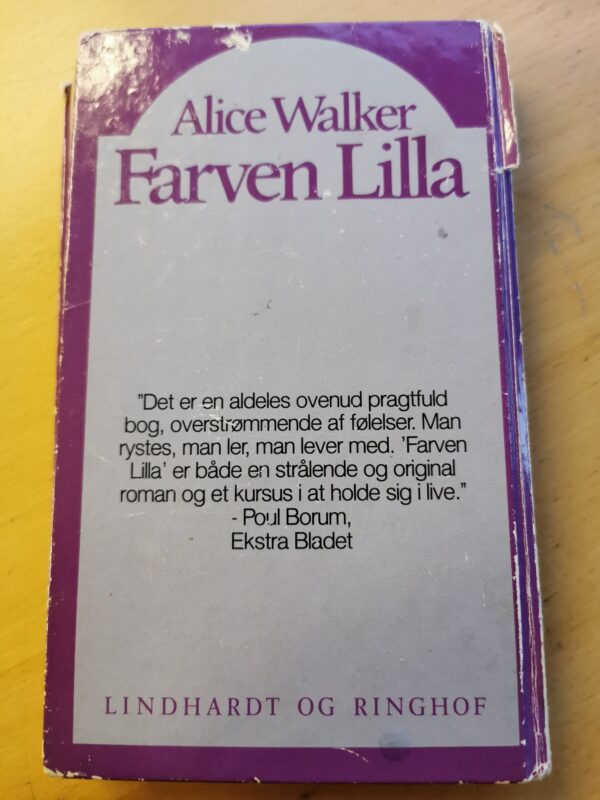 Alice Walker
Farven Lilla
"Det er en aldeles ovenud pragtfuld
bog, overstrømmende af følelser. Man
rystes, man ler, man lever med. 'Farven
Lilla' er både en strålende og original
roman og et kursus i at holde sig i live."
- Poul Borum,
Ekstra Bladet
LINDHARDT OG RINGHOF